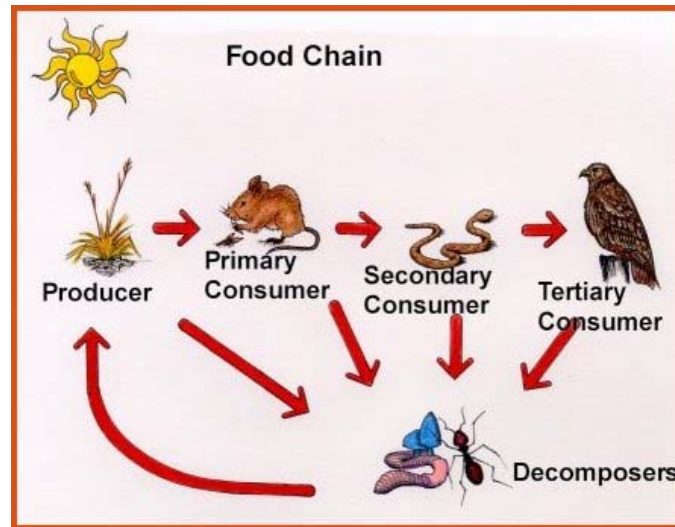 Food Chain
Producer
Primary
Consumer
Secondary
Consumer
Tertiary
Consumer
Decomposers